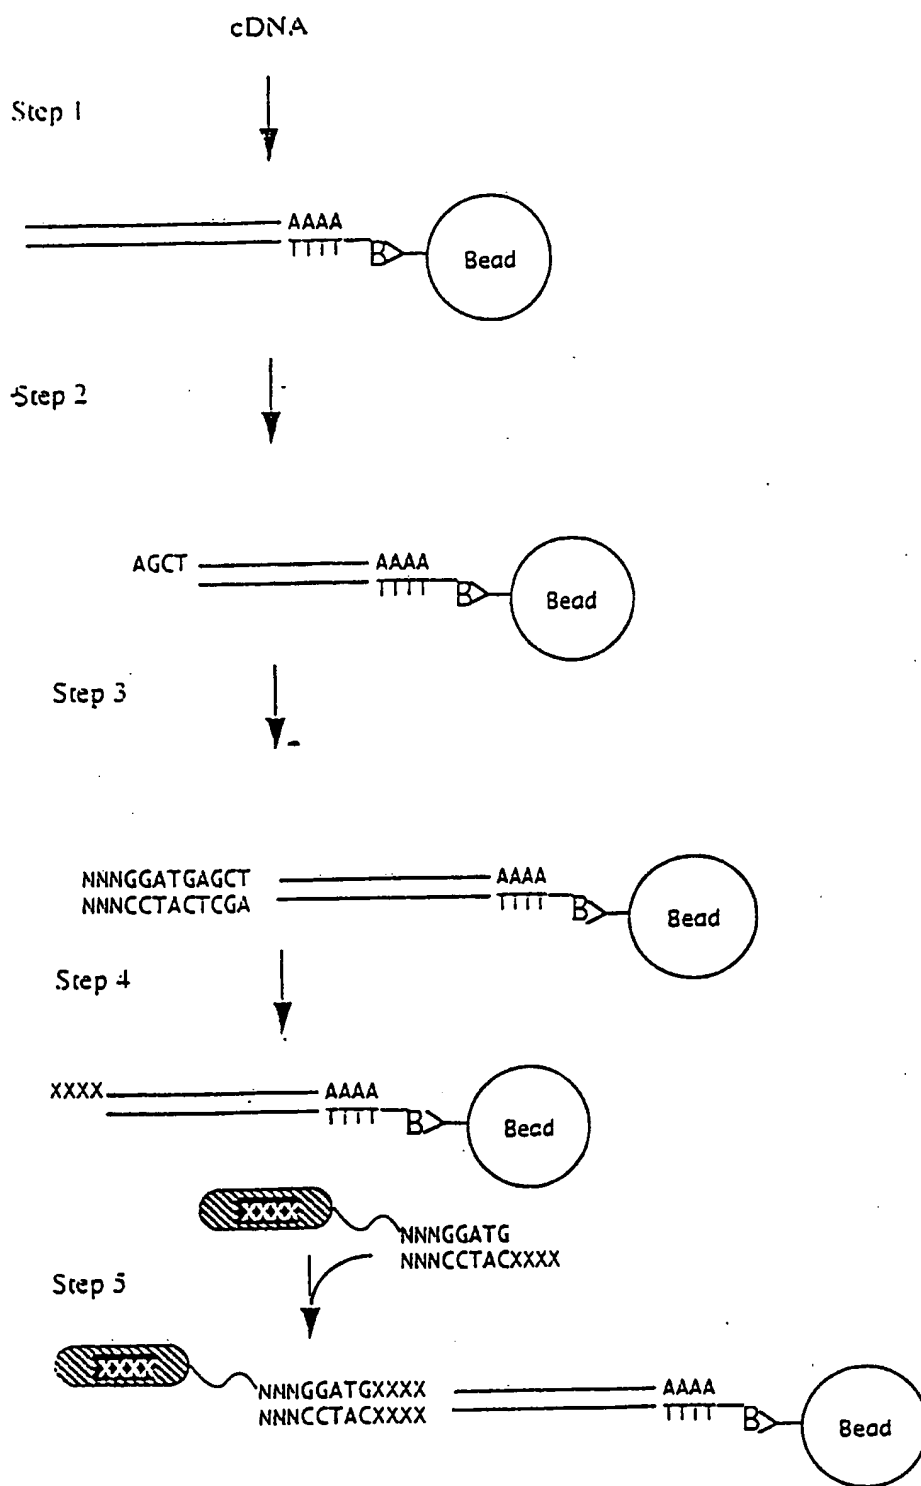 cDNA
Step 1
AAAA
TTTT
B
Bead
Step 2
AGCT
AAAA
TTTT
B
Bead
Step 3
NNNGGATGAGCT
NNNCCTACTCGA
AAAA
TTTT
B
Bead
Step 4
XXXX
AAAA
TTTT
B
Bead
XXXX
NNNGGATG
NNNCCTACXXXX
Step 5
XXXX
NNNGGATGXXXX
NNNCCTACXXXX
AAAA
TTTT
B
Bead